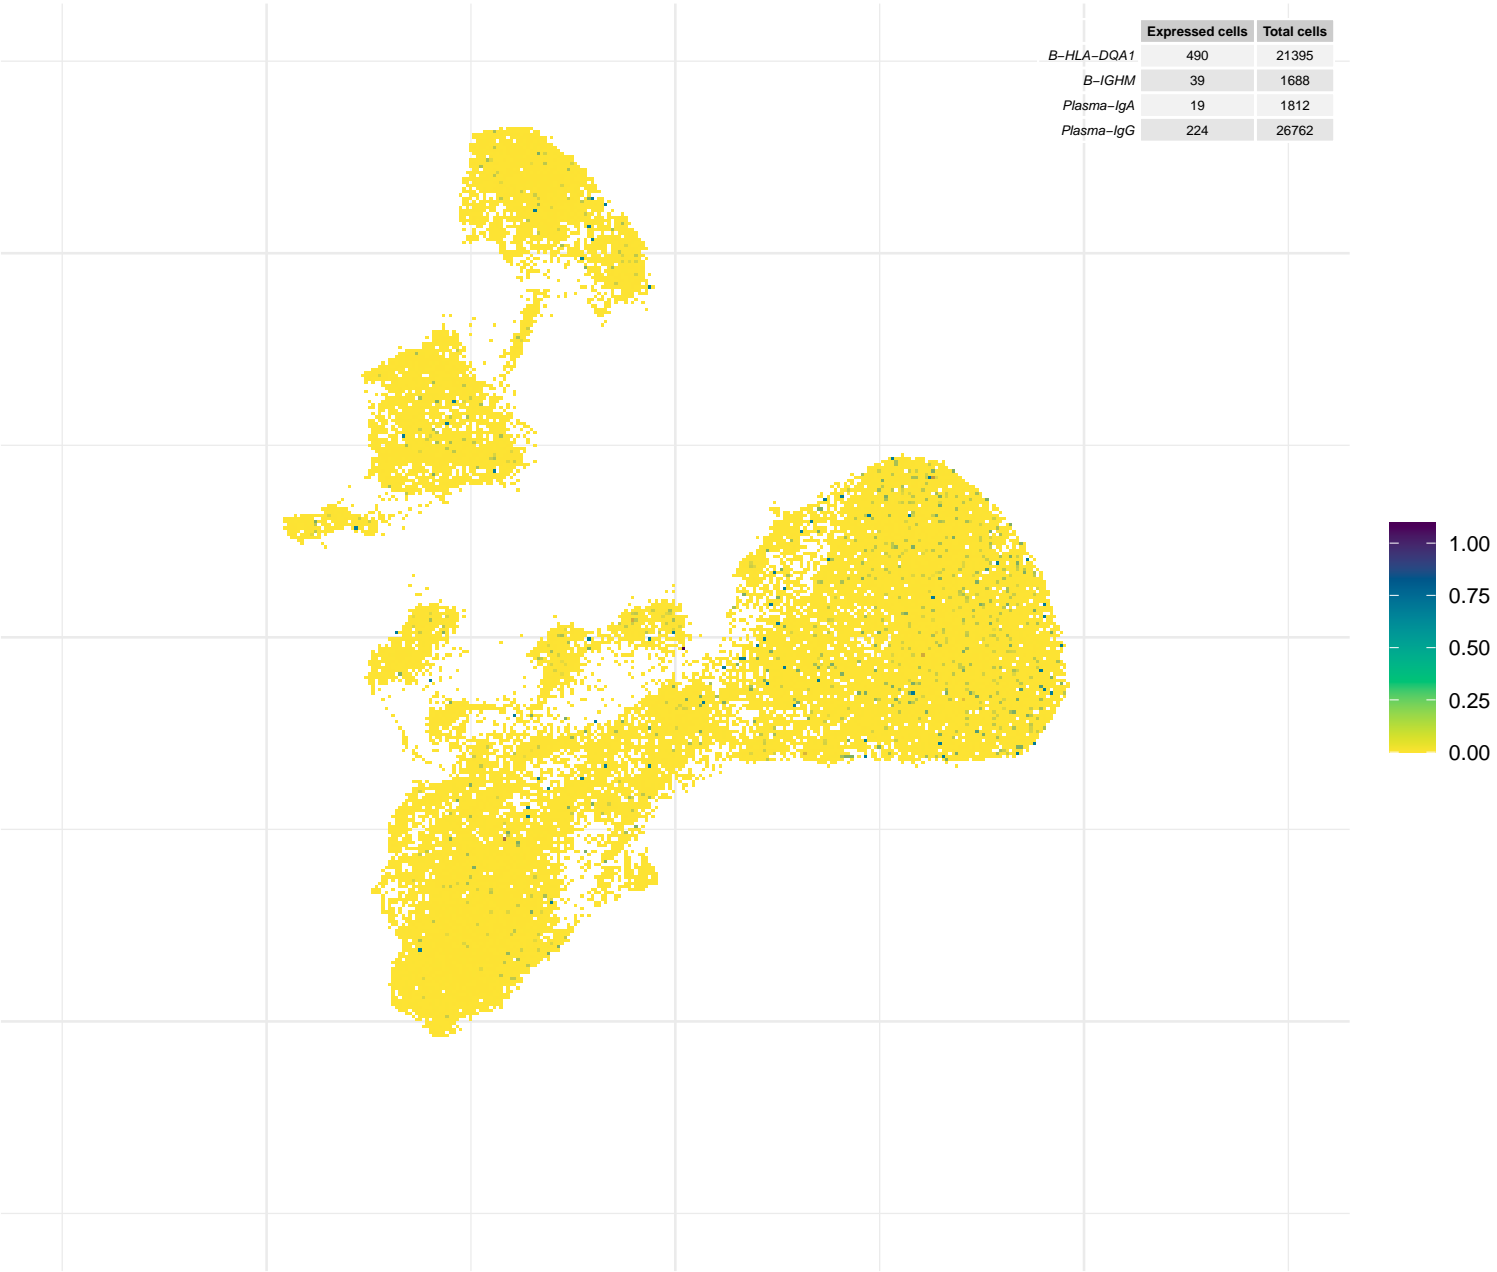 Expressed cells Total cells
B−HLA−DQA1 490 21395
B−IGHM 39 1688
Plasma−IgA 19 1812
Plasma−IgG 224 26762
1.00
0.75
0.50
0.25
0.00